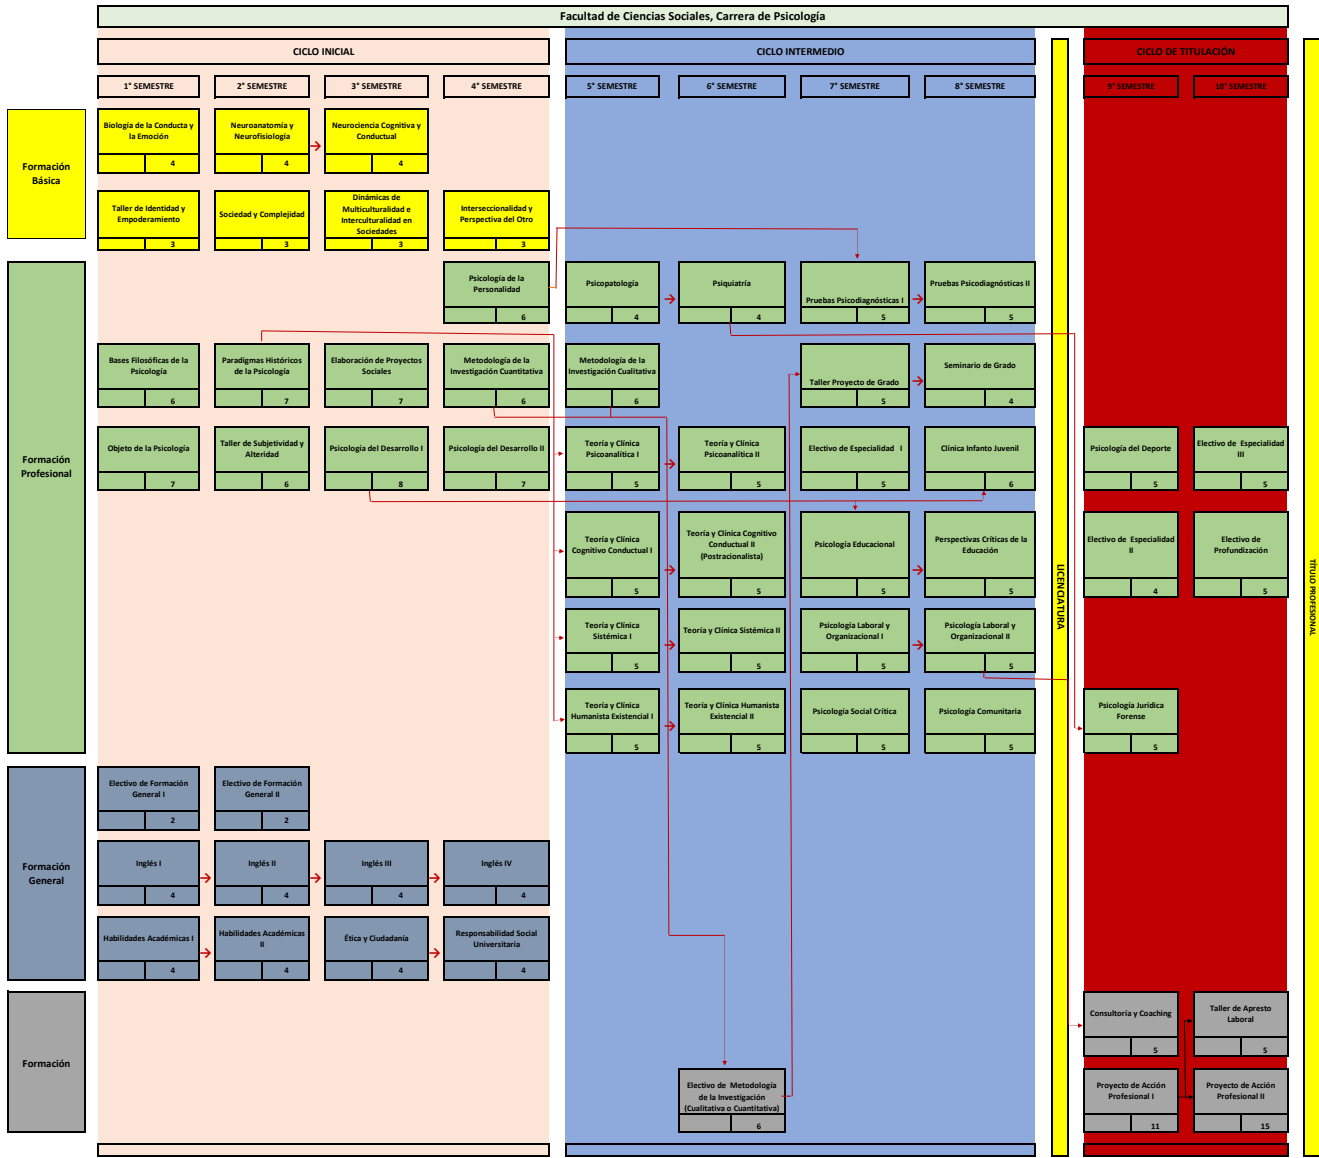 Facultad de Ciencias Sociales, Carrera de Psicología
CICLO INICIAL
CICLO INTERMEDIO
CICLO DE TITULACIÓN
1° SEMESTRE
2° SEMESTRE
3° SEMESTRE
4° SEMESTRE
5° SEMESTRE
6° SEMESTRE
7° SEMESTRE
8° SEMESTRE
9° SEMESTRE
10° SEMESTRE
LICENCIATURA
TÍTULO PROFESIONAL
Formación
Básica
Biología de la Conducta y
la Emoción
4
Neuroanatomía y
Neurofisiología
4
Neurociencia Cognitiva y
Conductual
4
Taller de Identidad y
Empoderamiento
3
Sociedad y Complejidad
3
Dinámicas de
Multiculturalidad e
Interculturalidad en
Sociedades
3
Interseccionalidad y
Perspectiva del Otro
3
Formación
Profesional
Psicología de la
Personalidad
6
Psicopatología
4
Psiquiatría
4
Pruebas Psicodiagnósticas I
5
Pruebas Psicodiagnósticas II
5
Bases Filosóficas de la
Psicología
6
Paradigmas Históricos
de la Psicología
7
Elaboración de Proyectos
Sociales
7
Metodología de la
Investigación Cuantitativa
6
Metodología de la
Investigación Cualitativa
6
Taller Proyecto de Grado
5
Seminario de Grado
4
Objeto de la Psicología
7
Taller de Subjetividad y
Alteridad
6
Psicología del Desarrollo I
8
Psicología del Desarrollo II
7
Teoría y Clínica
Psicoanalítica I
5
Teoría y Clínica
Psicoanalítica II
5
Electivo de Especialidad I
5
Clínica Infanto Juvenil
6
Psicología del Deporte
5
Electivo de Especialidad
III
5
Teoría y Clínica
Cognitivo Conductual I
5
Teoría y Clínica Cognitivo
Conductual II
(Postracionalista)
5
Psicología Educacional
5
Perspectivas Críticas de la
Educación
5
Electivo de Especialidad
II
4
Electivo de
Profundización
5
Teoría y Clínica
Sistémica I
5
Teoría y Clínica Sistémica II
5
Psicología Laboral y
Organizacional I
5
Psicología Laboral y
Organizacional II
5
Teoría y Clínica
Humanista Existencial I
5
Teoría y Clínica Humanista
Existencial II
5
Psicología Social Crítica
5
Psicología Comunitaria
5
Psicología Jurídica
Forense
5
Formación
General
Electivo de Formación
General I
2
Electivo de Formación
General II
2
Inglés I
4
Inglés II
4
Inglés III
4
Inglés IV
4
Habilidades Académicas I
4
Habilidades Académicas
II
4
Ética y Ciudadanía
4
Responsabilidad Social
Universitaria
4
Formación
Consultoría y Coaching
5
Taller de Apresto
Laboral
5
Electivo de Metodología
de la Investigación
(Cualitativa o Cuantitativa)
6
Proyecto de Acción
Profesional I
11
Proyecto de Acción
Profesional II
15